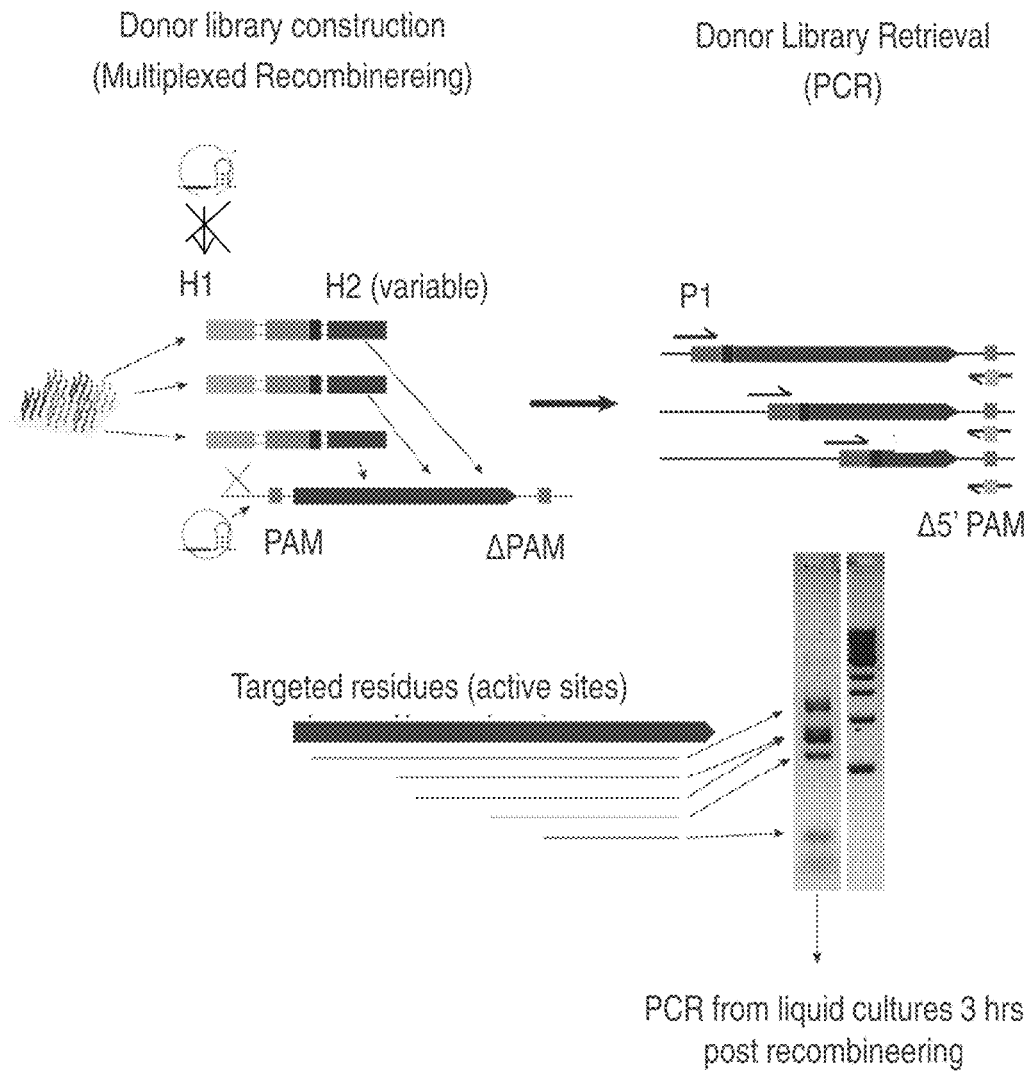 Donor library construction
(Multiplexed Recombinereing)
Donor Library Retrieval
(PCR)
H1
H2 (variable)
P1
PAM
ΔPAM
Δ5' PAM
Targeted residues (active sites)
PCR from liquid cultures 3 hrs
post recombineering